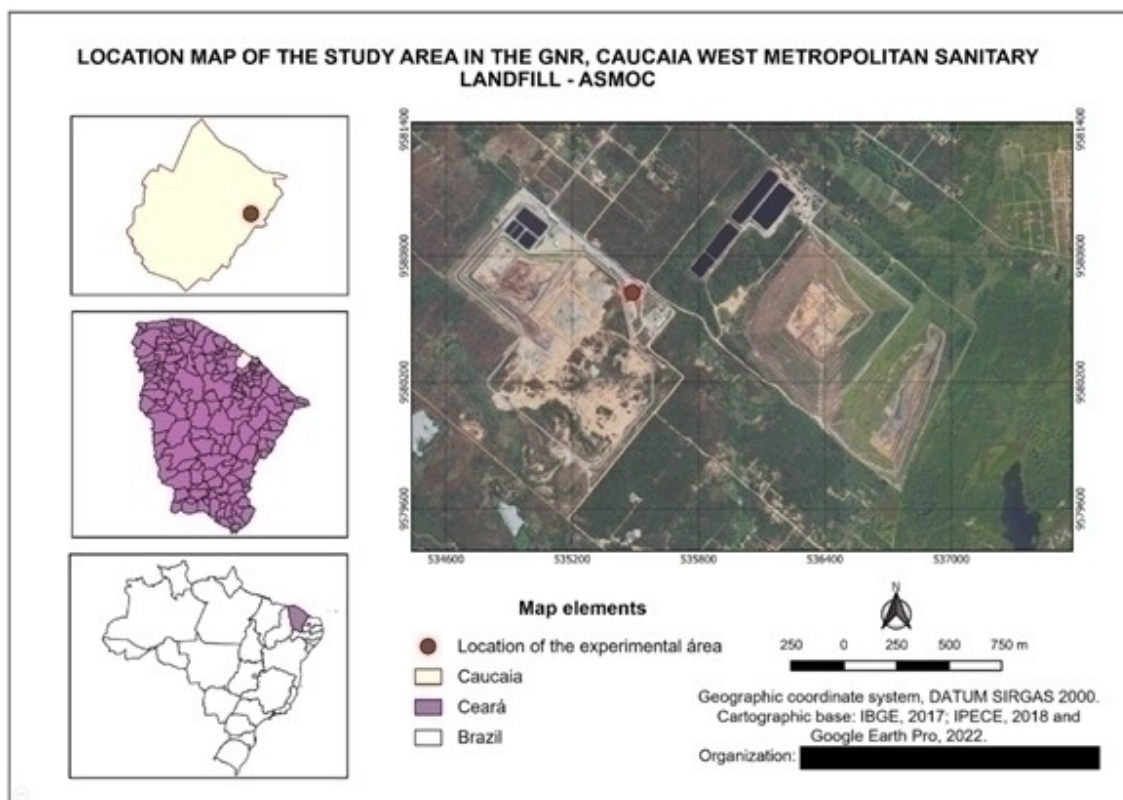 LOCATION MAP OF THE STUDY AREA IN THE GNR, CAUCAIA WEST METROPOLITAN SANITARY
LANDFILL - ASMOC
9581400
9581400
9580800
9580800
9580200
9580200
9579600
9579600
534600
535200
535800
536400
537000
Map elements
Location of the experimental área
Caucaia
Ceará
Brazil
N
250 0 250 500 750 m
Geographic coordinate system, DATUM SIRGAS 2000.
Cartographic base: IBGE, 2017; IPECE, 2018 and
Google Earth Pro, 2022.
Organization: